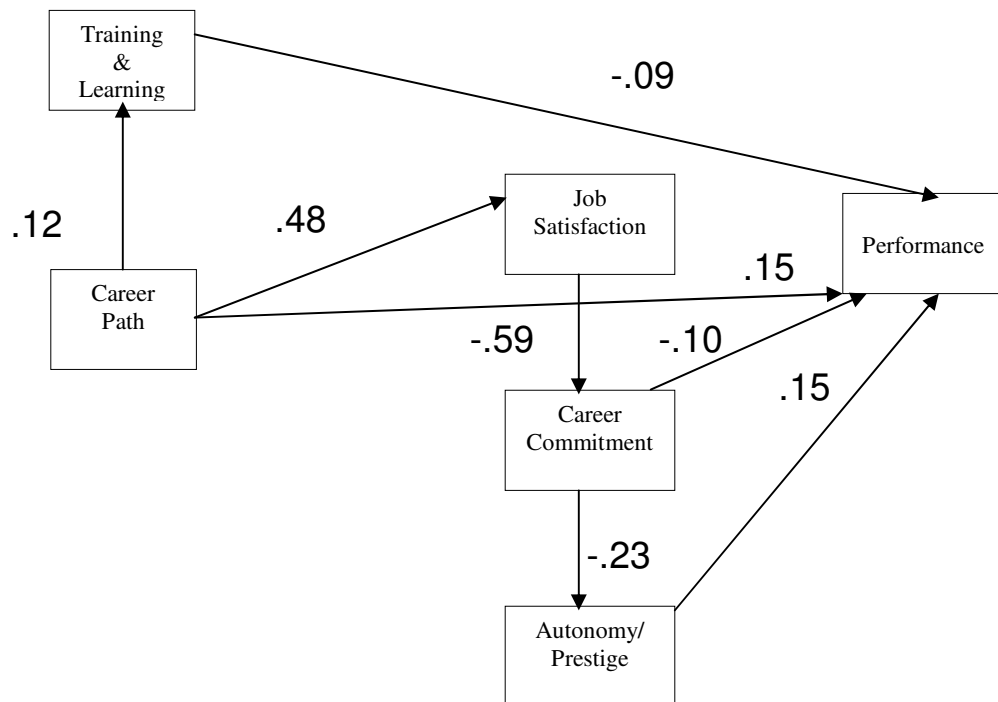 Training
&
Learning
-.09
.12
.48
Job
Satisfaction
Performance
Career
Path
.15
-.59
-.10
.15
Career
Commitment
-.23
Autonomy/
Prestige